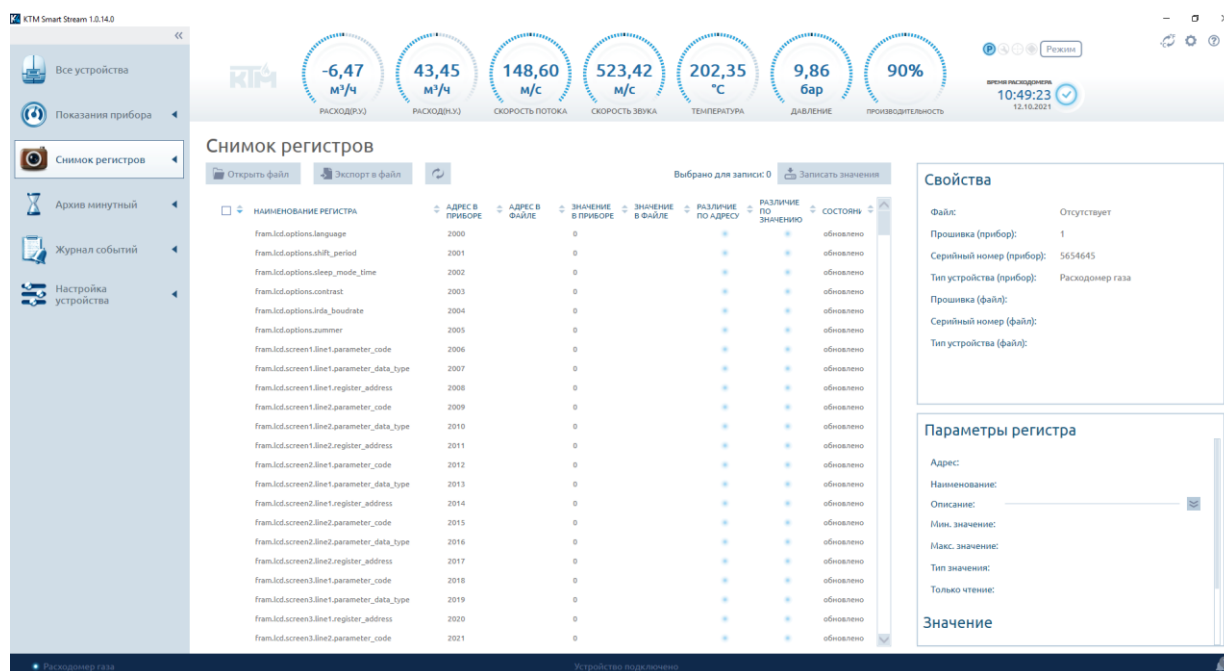 KTM Smart Stream 1.0.14.0
Все устройства
Показания прибора
Снимок регистров
Архив минутный
Журнал событий
Настройка
устройства
КТМ
-6,47
м³/ч
РАСХОД(Р.У.)
43,45
м³/ч
РАСХОД(Н.У.)
148,60
м/с
СКОРОСТЬ ПОТОКА
523,42
м/с
СКОРОСТЬ ЗВУКА
202,35
°C
ТЕМПЕРАТУРА
9,86
бар
ДАВЛЕНИЕ
90%
ПРОИЗВОДИТЕЛЬНОСТЬ
P Режим
ВРЕМЯ РАСХОДОМЕРА
10:49:23
12.10.2021
Снимок регистров
Открыть файл Экспорт в файл Выбрано для записи: 0 Записать значения
НАИМЕНОВАНИЕ РЕГИСТРА АДРЕС В ПРИБОРЕ АДРЕС В ФАЙЛЕ ЗНАЧЕНИЕ В ПРИБОРЕ ЗНАЧЕНИЕ В ФАЙЛЕ РАЗЛИЧИЕ ПО АДРЕСУ РАЗЛИЧИЕ ПО ЗНАЧЕНИЮ СОСТОЯНИ
fram.lcd.options.language 2000 0 обновлено
fram.lcd.options.shift_period 2001 0 обновлено
fram.lcd.options.sleep_mode_time 2002 0 обновлено
fram.lcd.options.contrast 2003 0 обновлено
fram.lcd.options.irda_boudrate 2004 0 обновлено
fram.lcd.options.zummer 2005 0 обновлено
fram.lcd.screen1.line1.parameter_code 2006 0 обновлено
fram.lcd.screen1.line1.parameter_data_type 2007 0 обновлено
fram.lcd.screen1.line1.register_address 2008 0 обновлено
fram.lcd.screen1.line2.parameter_code 2009 0 обновлено
fram.lcd.screen1.line2.parameter_data_type 2010 0 обновлено
fram.lcd.screen1.line2.register_address 2011 0 обновлено
fram.lcd.screen2.line1.parameter_code 2012 0 обновлено
fram.lcd.screen2.line1.parameter_data_type 2013 0 обновлено
fram.lcd.screen2.line1.register_address 2014 0 обновлено
fram.lcd.screen2.line2.parameter_code 2015 0 обновлено
fram.lcd.screen2.line2.parameter_data_type 2016 0 обновлено
fram.lcd.screen2.line2.register_address 2017 0 обновлено
fram.lcd.screen3.line1.parameter_code 2018 0 обновлено
fram.lcd.screen3.line1.parameter_data_type 2019 0 обновлено
fram.lcd.screen3.line1.register_address 2020 0 обновлено
fram.lcd.screen3.line2.parameter_code 2021 0 обновлено
Свойства
Файл: Отсутствует
Прошивка (прибор): 1
Серийный номер (прибор): 5654645
Тип устройства (прибор): Расходомер газа
Прошивка (файл):
Серийный номер (файл):
Тип устройства (файл):
Параметры регистра
Адрес:
Наименование:
Описание:
Мин. значение:
Макс. значение:
Тип значения:
Только чтение:
Значение
Расходомер газа Устройство подключено